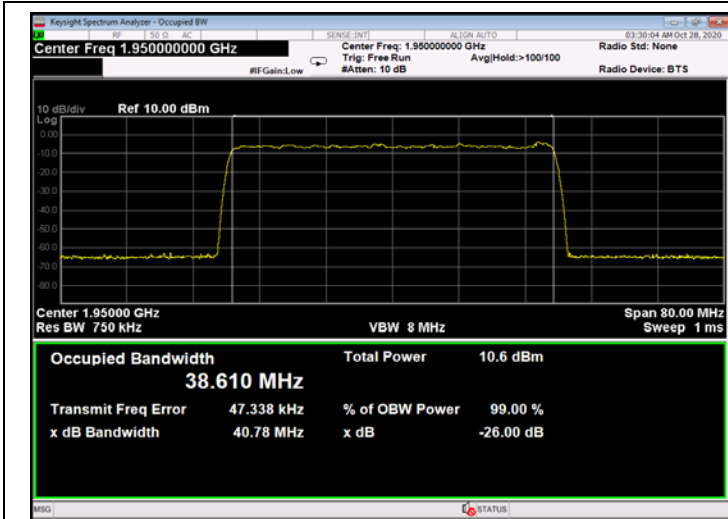 Keysight Spectrum Analyzer - Occupied BW
RF 50 Ω AC SENSE:INT ALIGN AUTO 03:30:04 AM Oct 28, 2020
Center Freq 1.950000000 GHz Center Freq: 1.950000000 GHz Radio Std: None
Trig: Free Run Avg|Hold:>100/100
#IFGain:Low #Atten: 10 dB Radio Device: BTS
10 dB/div Ref 10.00 dBm
Log
0.00
-10.0
-20.0
-30.0
-40.0
-50.0
-60.0
-70.0
-80.0
Center 1.95000 GHz Span 80.00 MHz
Res BW 750 kHz VBW 8 MHz Sweep 1 ms
Occupied Bandwidth Total Power 10.6 dBm
38.610 MHz
Transmit Freq Error 47.338 kHz % of OBW Power 99.00 %
x dB Bandwidth 40.78 MHz x dB -26.00 dB
MSG STATUS